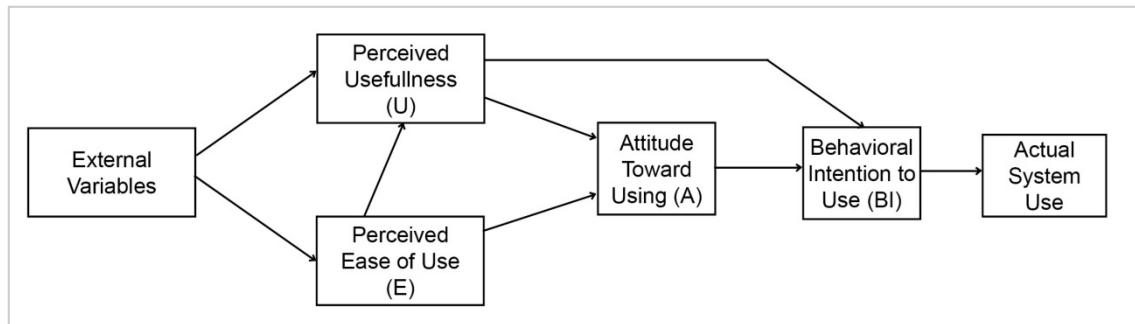 External
Variables
Perceived
Usefullness
(U)
Perceived
Ease of Use
(E)
Attitude
Toward
Using (A)
Behavioral
Intention to
Use (BI)
Actual
System
Use